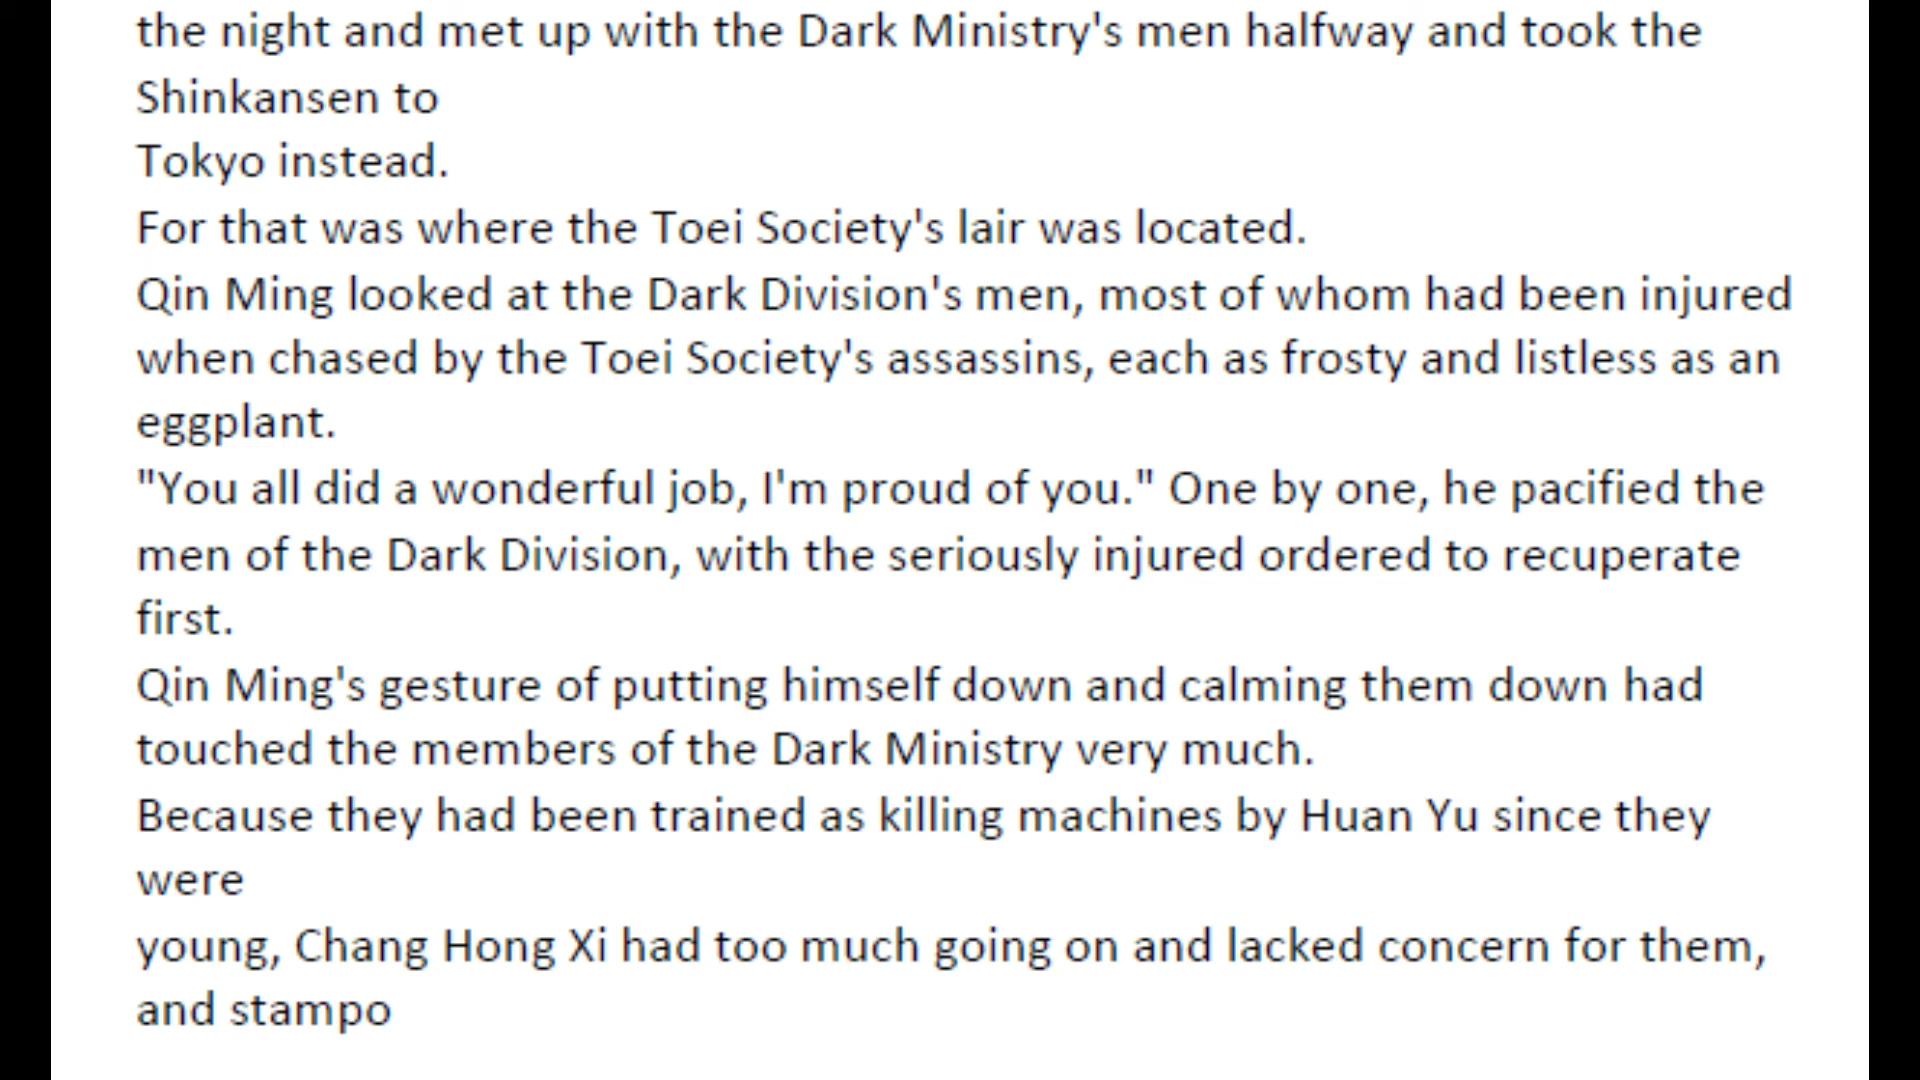 the night and met up with the Dark Ministry's men halfway and took the
Shinkansen to
Tokyo instead.
For that was where the Toei Society's lair was located.
Qin Ming looked at the Dark Division's men, most of whom had been injured
when chased by the Toei Society's assassins, each as frosty and listless as an
eggplant.
"You all did a wonderful job, I'm proud of you." One by one, he pacified the
men of the Dark Division, with the seriously injured ordered to recuperate
first.
Qin Ming's gesture of putting himself down and calming them down had
touched the members of the Dark Ministry very much.
Because they had been trained as killing machines by Huan Yu since they
were
young, Chang Hong Xi had too much going on and lacked concern for them,
and stampo